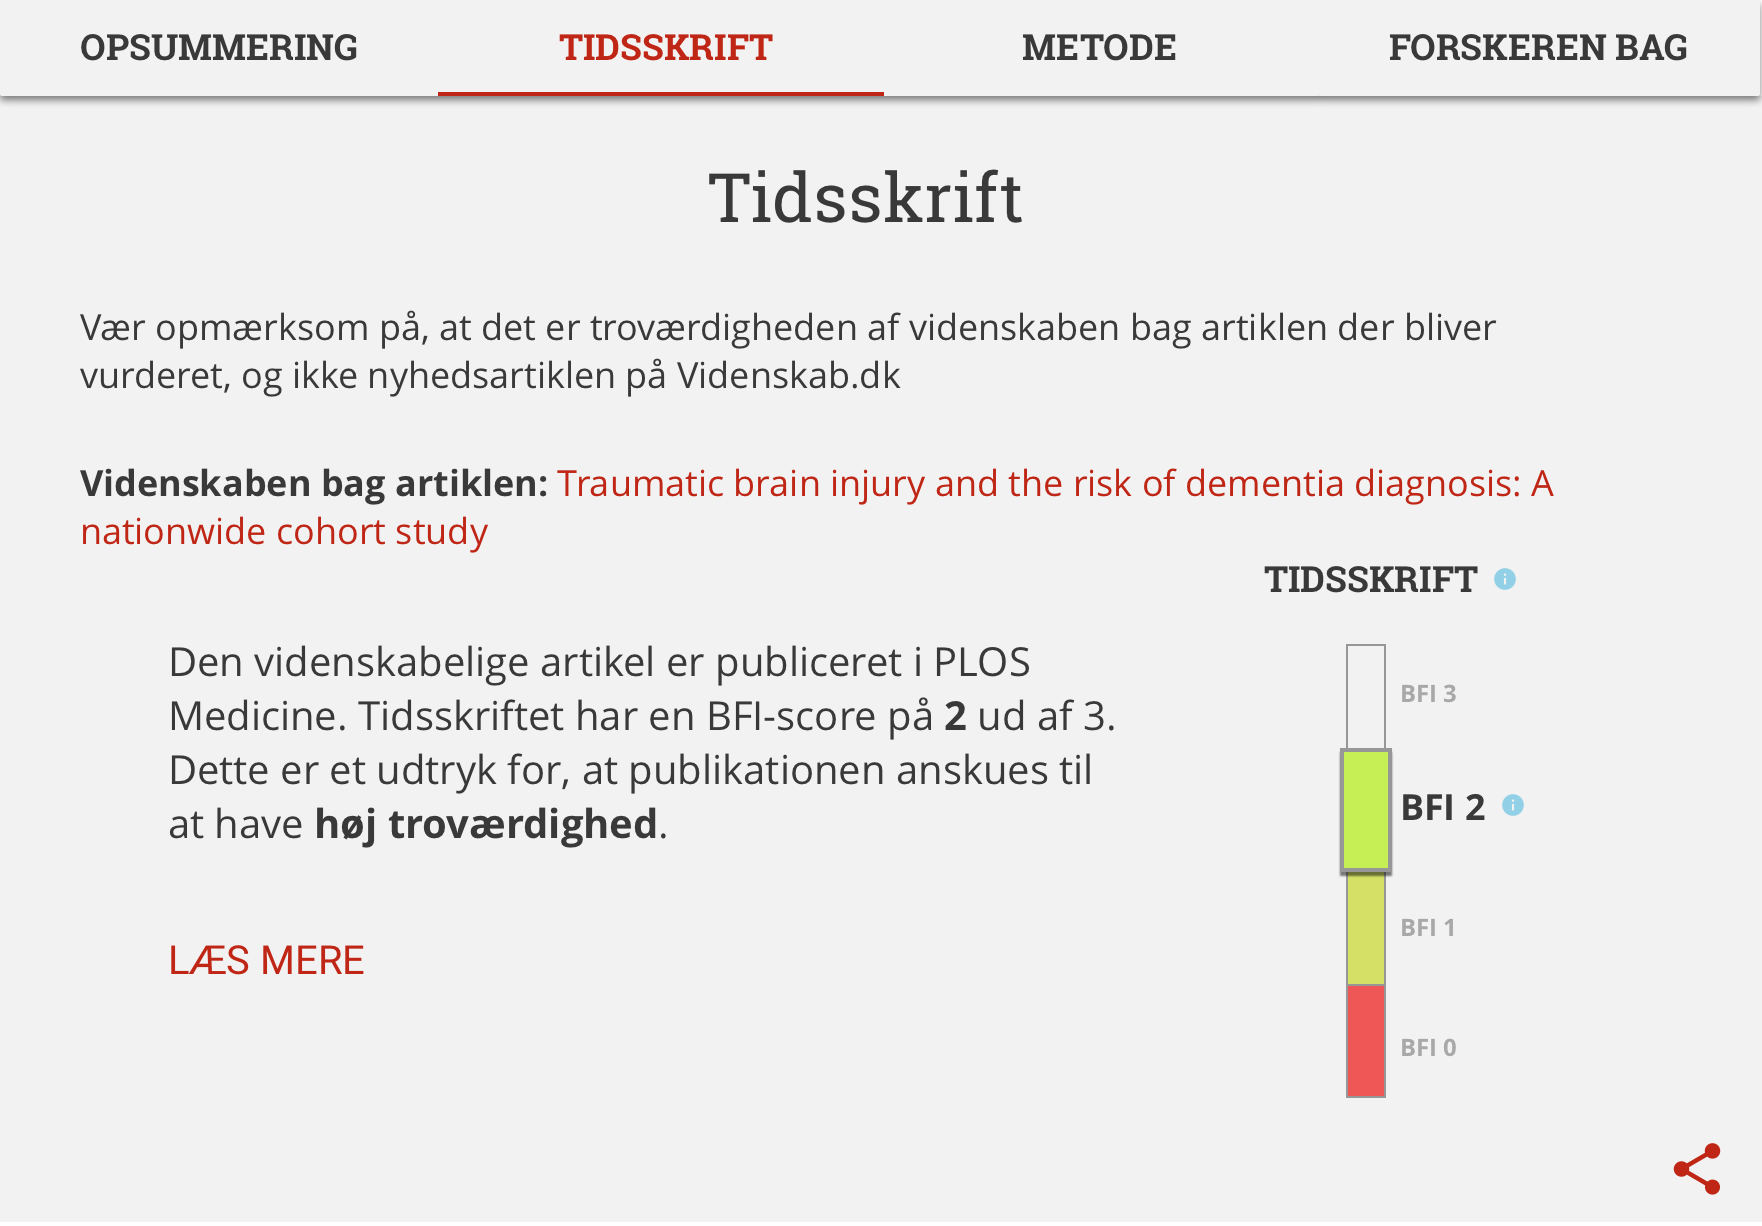 OPSUMMERING TIDSSKRIFT METODE FORSKEREN BAG
Tidsskrift
Vær opmærksom på, at det er troværdigheden af videnskaben bag artiklen der bliver
vurderet, og ikke nyhedsartiklen på Videnskab.dk
Videnskaben bag artiklen: Traumatic brain injury and the risk of dementia diagnosis: A
nationwide cohort study
TIDSSKRIFT
Den videnskabelige artikel er publiceret i PLOS
Medicine. Tidsskriftet har en BFI-score på 2 ud af 3.
Dette er et udtryk for, at publikationen anskues til
at have høj troværdighed.
LÆS MERE
BFI 3
BFI 2
BFI 1
BFI 0